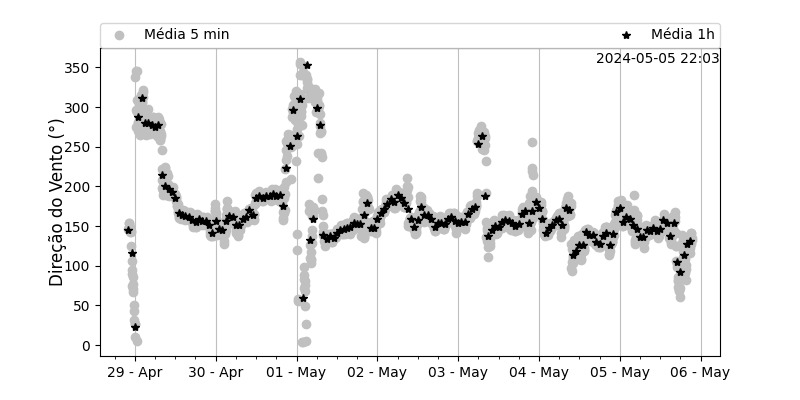 Média 5 min
Média 1h
2024-05-05 22:03
Direção do Vento (°)
350
300
250
200
150
100
50
0
29 - Apr
30 - Apr
01 - May
02 - May
03 - May
04 - May
05 - May
06 - May